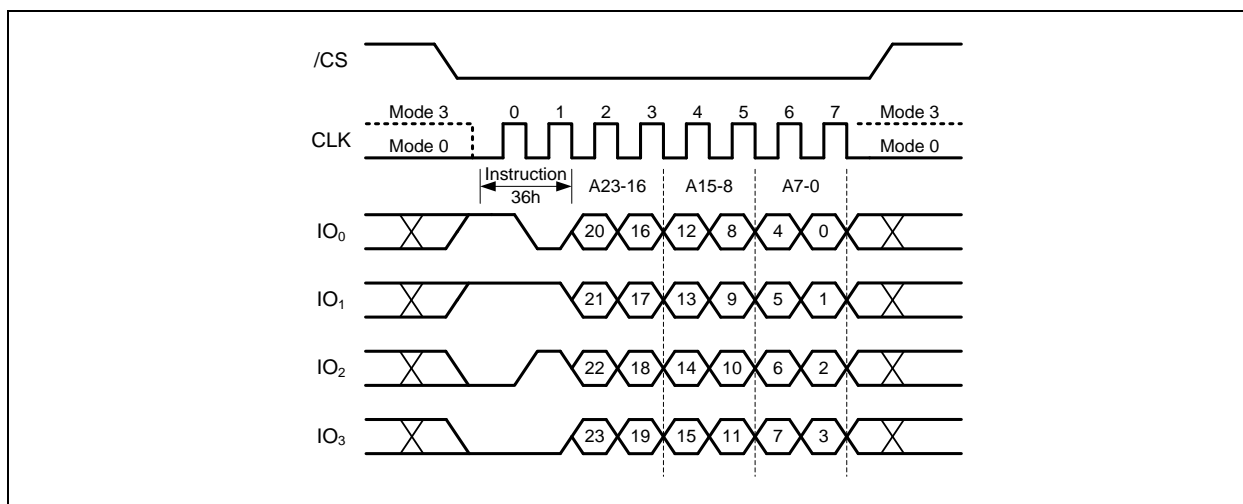 /CS
Mode 3 0 1 2 3 4 5 6 7 Mode 3
CLK
Mode 0 Mode 0
Instruction A23-16 A15-8 A7-0
36h
IO₀ 20 16 12 8 4 0
IO₁ 21 17 13 9 5 1
IO₂ 22 18 14 10 6 2
IO₃ 23 19 15 11 7 3